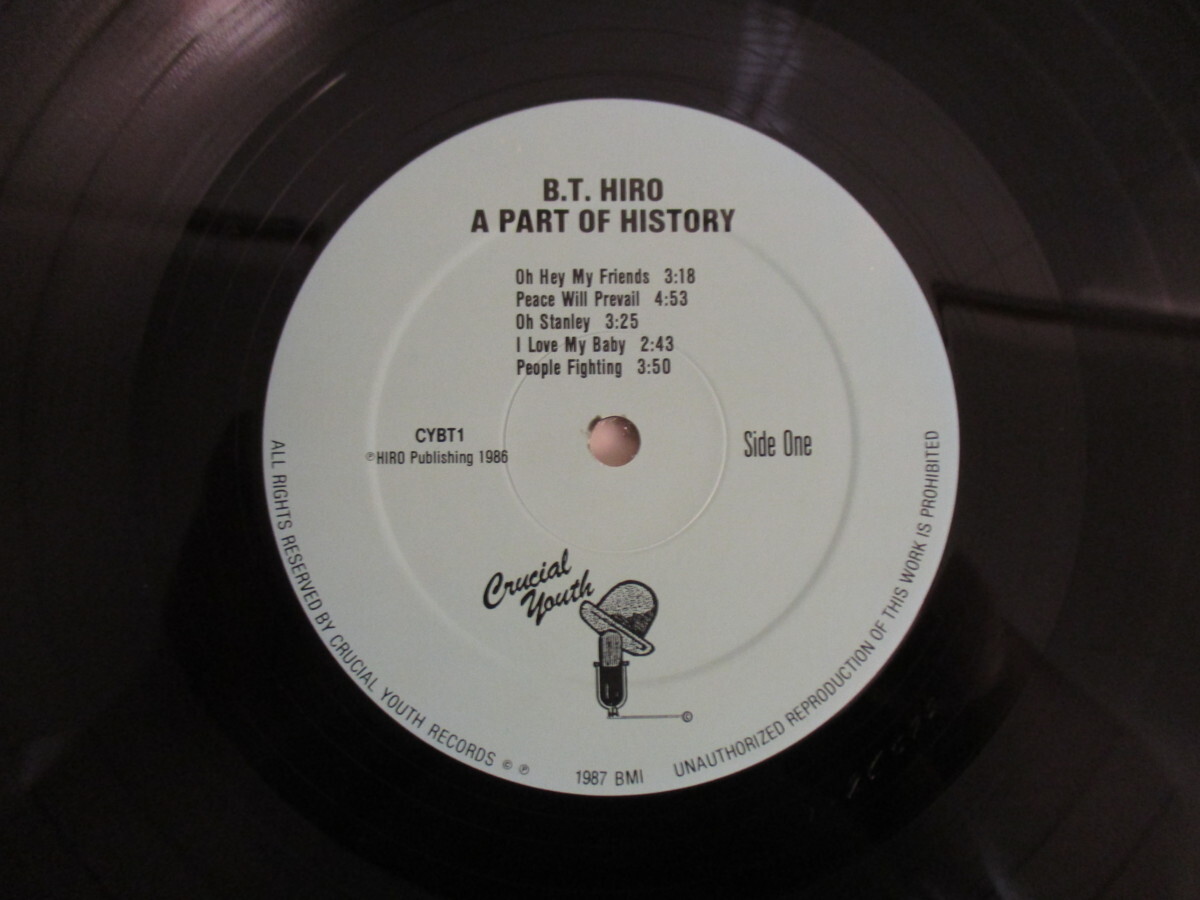 B.T. HIRO
A PART OF HISTORY
Oh Hey My Friends 3:18
Peace Will Prevail 4:53
Oh Stanley 3:25
I Love My Baby 2:43
People Fighting 3:50
CYBT1
℗HIRO Publishing 1986
Side One
Crucial
Youth
©
ALL RIGHTS RESERVED BY CRUCIAL YOUTH RECORDS © ℗
1987 BMI
UNAUTHORIZED REPRODUCTION OF THIS WORK IS PROHIBITED